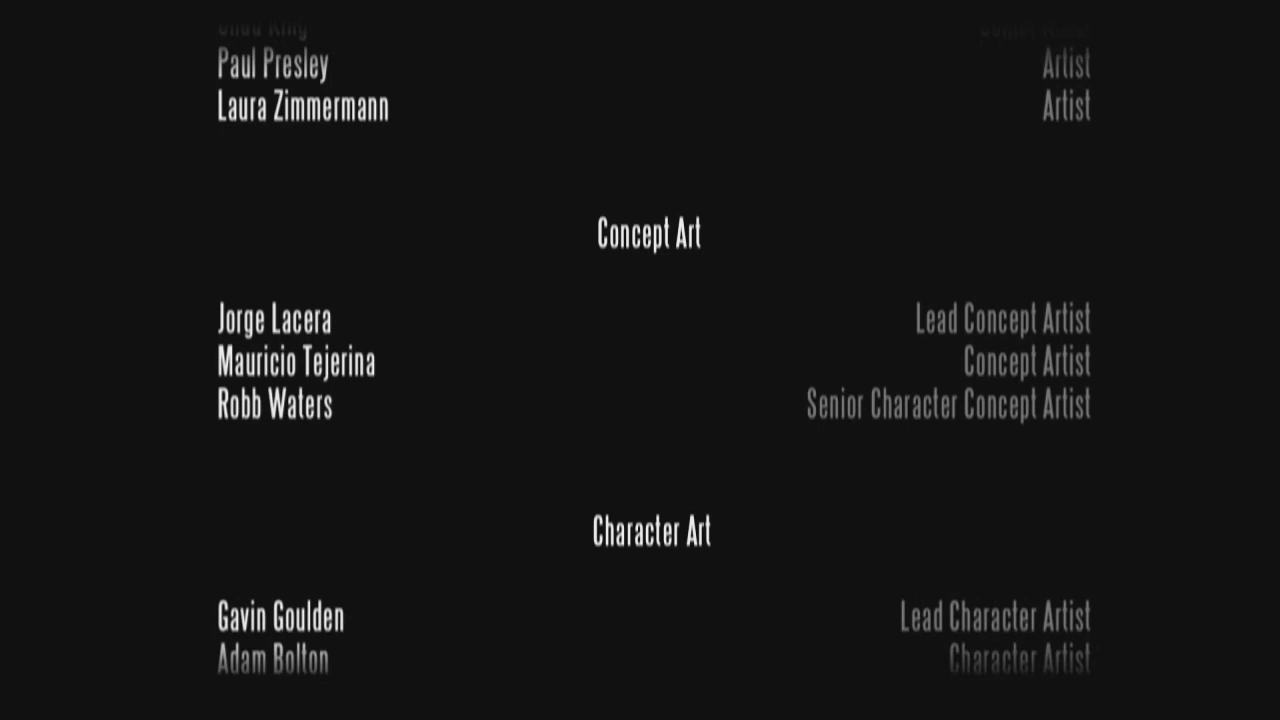 Paul Presley Artist
Laura Zimmermann Artist
Concept Art
Jorge Lacera Lead Concept Artist
Mauricio Tejerina Concept Artist
Robb Waters Senior Character Concept Artist
Character Art
Gavin Goulden Lead Character Artist
Adam Bolton Character Artist